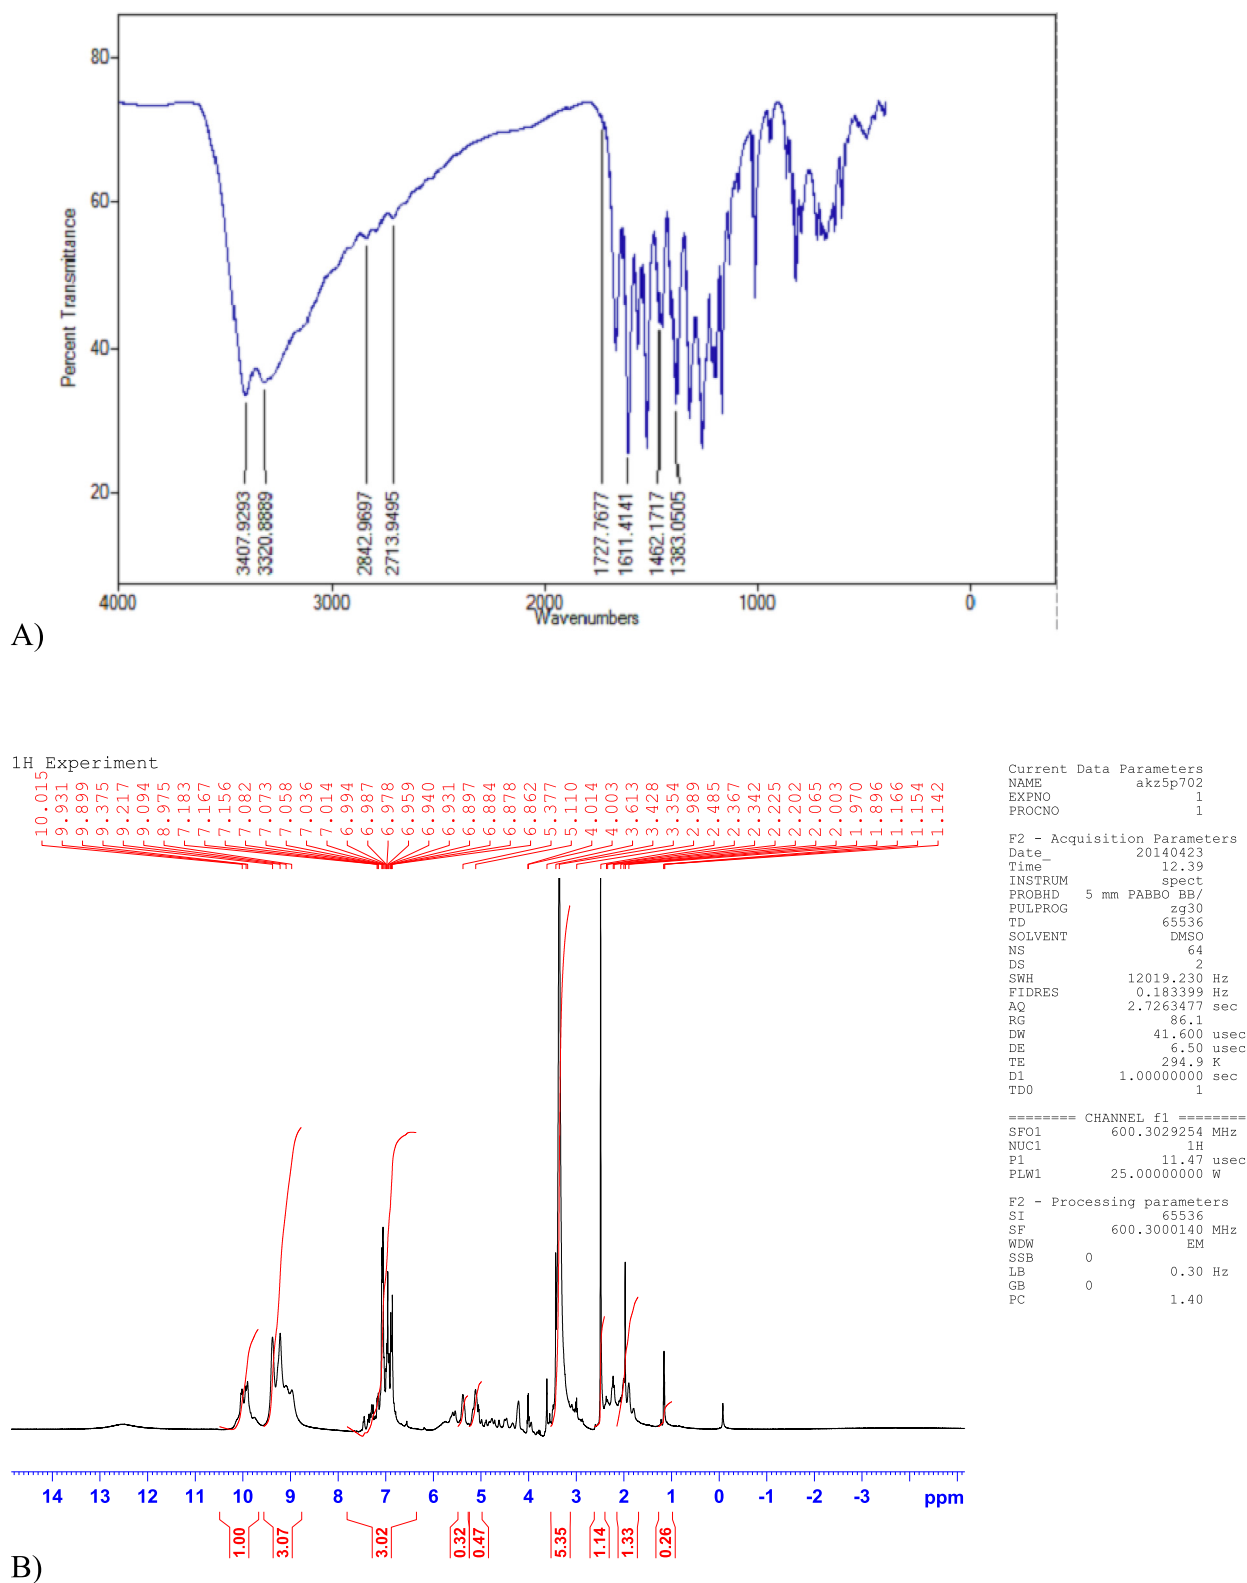 80
60
40
20
Percent Transmittance
3407.9293
3320.8889
2842.9697
2713.9495
1727.7677
1611.4141
1462.1717
1383.0505
4000
3000
2000
1000
0
Wavenumbers
A)
1H Experiment
10.015
9.931
9.899
9.375
9.217
9.094
8.975
7.183
7.167
7.156
7.082
7.073
7.058
7.036
7.014
6.994
6.987
6.978
6.959
6.940
6.931
6.897
6.884
6.878
6.862
5.377
5.110
4.014
4.003
3.613
3.428
3.354
2.989
2.485
2.367
2.342
2.225
2.202
2.065
2.003
1.970
1.896
1.166
1.154
1.142
Current Data Parameters
NAME akz5p702
EXPNO 1
PROCNO 1
F2 - Acquisition Parameters
Date_ 20140423
Time 12.39
INSTRUM spect
PROBHD 5 mm PABBO BB/
PULPROG zg30
TD 65536
SOLVENT DMSO
NS 64
DS 2
SWH 12019.230 Hz
FIDRES 0.183399 Hz
AQ 2.7263477 sec
RG 86.1
DW 41.600 usec
DE 6.50 usec
TE 294.9 K
D1 1.00000000 sec
TD0 1
======== CHANNEL f1 ========
SFO1 600.3029254 MHz
NUC1 1H
P1 11.47 usec
PLW1 25.00000000 W
F2 - Processing parameters
SI 65536
SF 600.3000140 MHz
WDW EM
SSB 0
LB 0.30 Hz
GB 0
PC 1.40
14 13 12 11 10 9 8 7 6 5 4 3 2 1 0 -1 -2 -3 ppm
1.00
3.07
3.02
0.32
0.47
5.35
1.14
1.33
0.26
B)